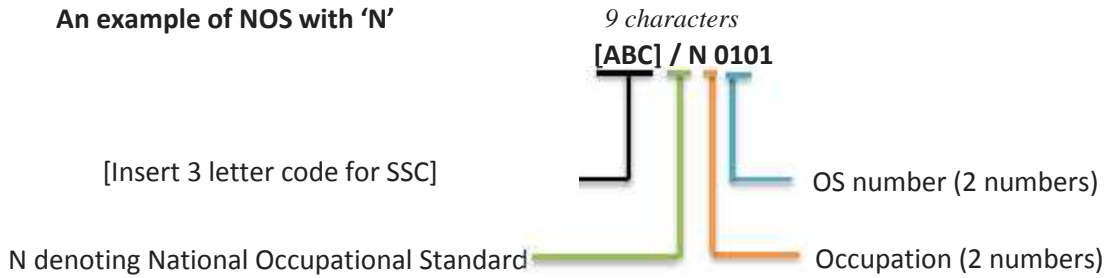 An example of NOS with ‘N’
9 characters
[ABC] / N 0101
[Insert 3 letter code for SSC]
OS number (2 numbers)
N denoting National Occupational Standard
Occupation (2 numbers)